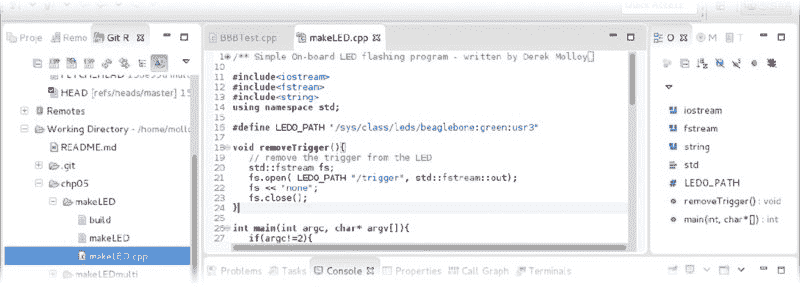 Quick Access
Proje Remo Git R
FETCH_HEAD
HEAD [refs/heads/master]
Remotes
Working Directory - /home/mollo
README.md
.git
chp05
makeLED
build
makeLED
makeLED.cpp
makeLEDmulti
BBBTest.cpp makeLED.cpp
1 /** Simple On-board LED flashing program - written by Derek Molloy
10
11 #include<iostream>
12 #include<fstream>
13 #include<string>
14 using namespace std;
15
16 #define LED0_PATH "/sys/class/leds/beaglebone:green:usr3"
17
18 void removeTrigger(){
19 // remove the trigger from the LED
20 std::fstream fs;
21 fs.open( LED0_PATH "/trigger", std::fstream::out);
22 fs << "none";
23 fs.close();
24 }
25
26 int main(int argc, char* argv[]){
27 if(argc!=2){
Problems Tasks Console Properties Call Graph Terminals
O M T
iostream
fstream
string
std
# LED0_PATH
removeTrigger() : void
main(int, char*[]) : int